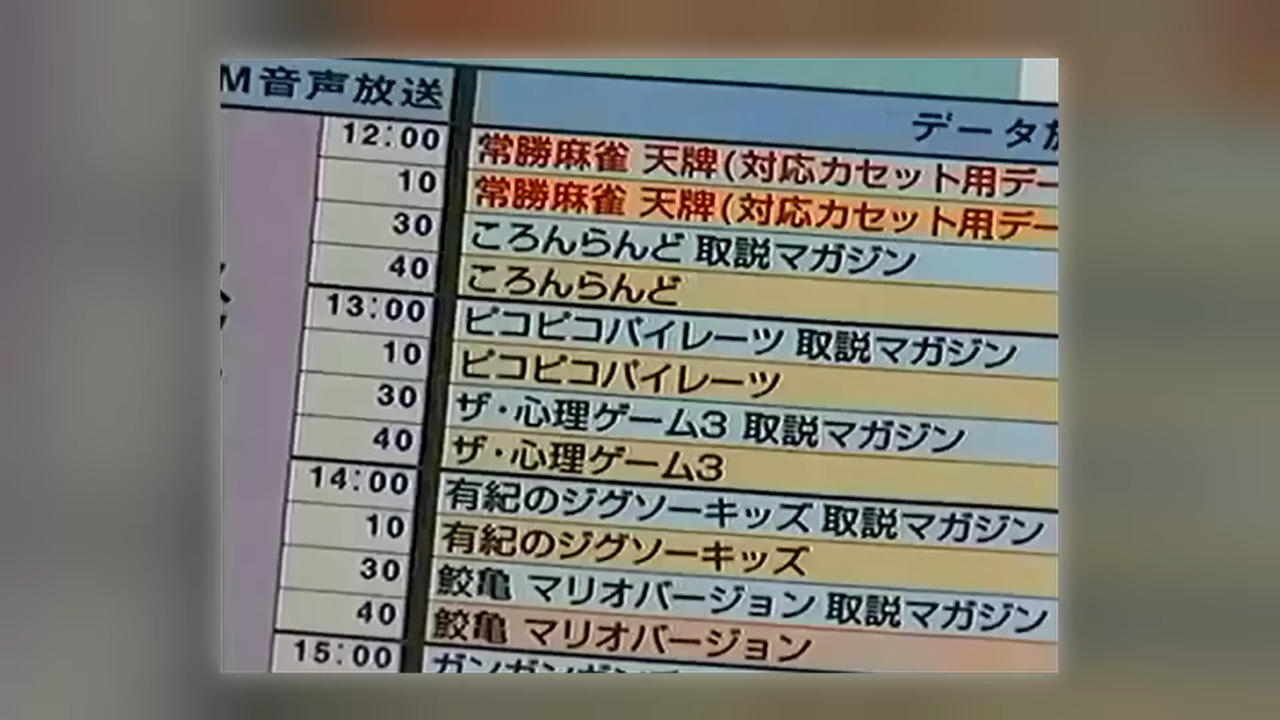 M音声放送
データ放
12:00 常勝麻雀 天牌(対応カセット用デー
10 常勝麻雀 天牌(対応カセット用デー
30 ころんらんど 取説マガジン
40 ころんらんど
13:00 ピコピコパイレーツ 取説マガジン
10 ピコピコパイレーツ
30 ザ・心理ゲーム3 取説マガジン
40 ザ・心理ゲーム3
14:00 有紀のジグソーキッズ 取説マガジン
10 有紀のジグソーキッズ
30 鮫亀 マリオバージョン 取説マガジン
40 鮫亀 マリオバージョン
15:00